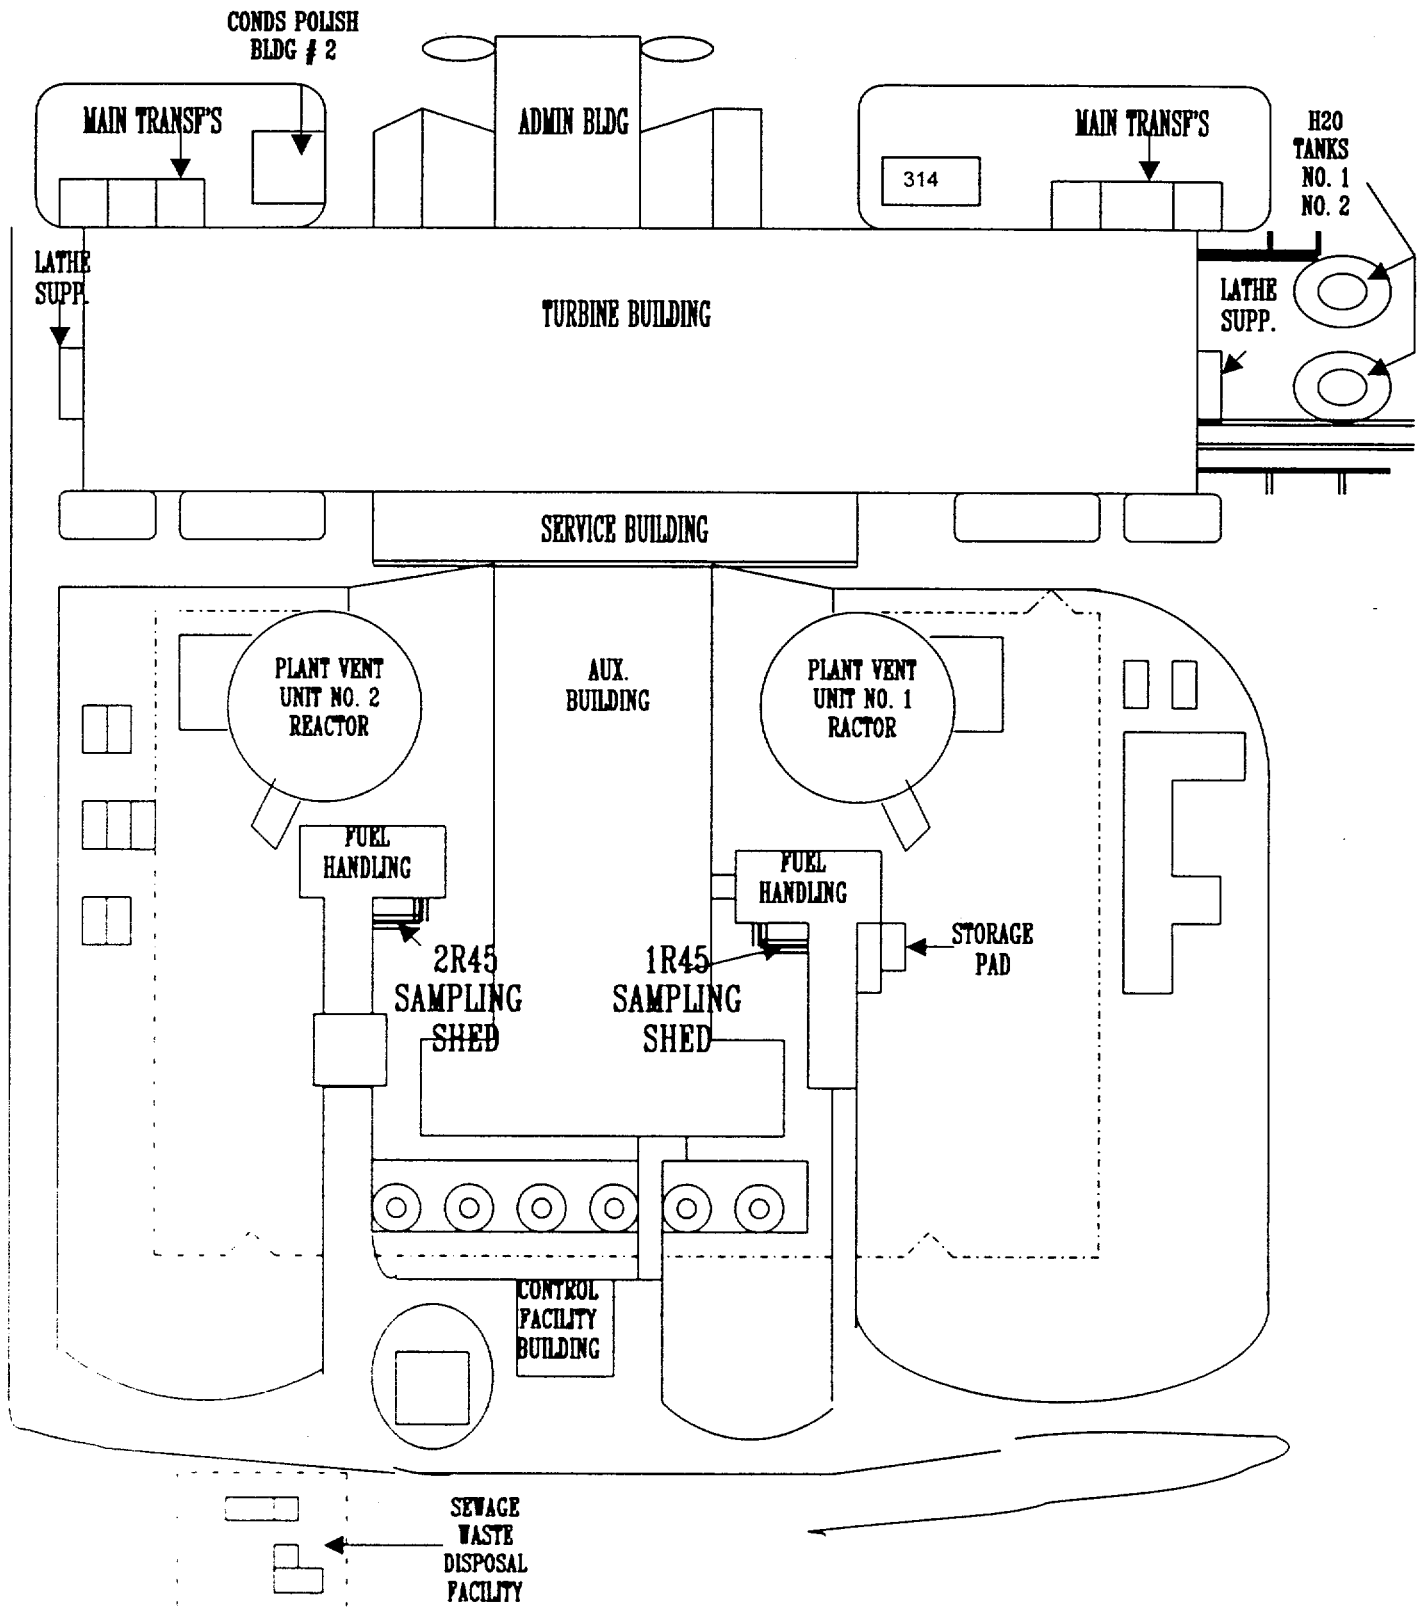 CONDS POLISH
BLDG # 2
MAIN TRANSF'S
ADMIN BLDG
MAIN TRANSF'S
314
H20
TANKS
NO. 1
NO. 2
LATHE
SUPP.
TURBINE BUILDING
LATHE
SUPP.
SERVICE BUILDING
PLANT VENT
UNIT NO. 2
REACTOR
AUX.
BUILDING
PLANT VENT
UNIT NO. 1
RACTOR
FUEL
HANDLING
FUEL
HANDLING
2R45
SAMPLING
SHED
1R45
SAMPLING
SHED
STORAGE
PAD
CONTROL
FACILITY
BUILDING
SEWAGE
WASTE
DISPOSAL
FACILITY